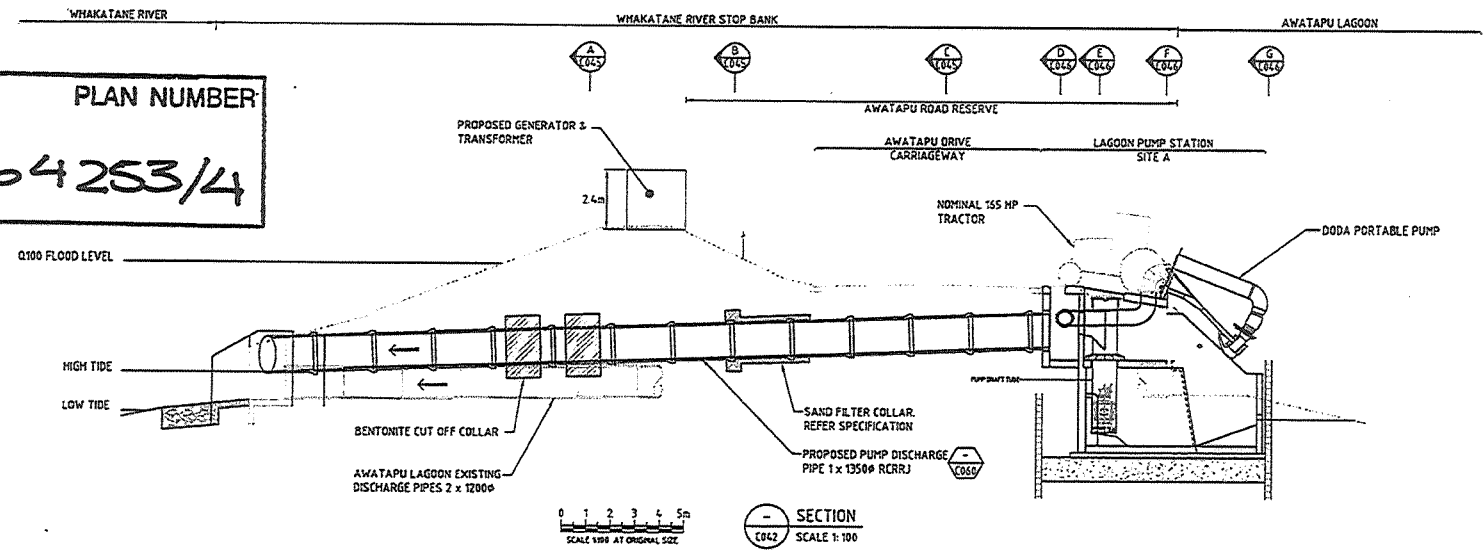 WHAKATANE RIVER
WHAKATANE RIVER STOP BANK
AWATAPU LAGOON
A
C045
B
C045
C
C045
D
C046
E
C046
F
C046
G
C046
PLAN NUMBER
4253/4
AWATAPU ROAD RESERVE
PROPOSED GENERATOR &
TRANSFORMER
AWATAPU DRIVE
CARRIAGEWAY
LAGOON PUMP STATION
SITE A
2.4m
NOMINAL 165 HP
TRACTOR
DODA PORTABLE PUMP
Q100 FLOOD LEVEL
HIGH TIDE
LOW TIDE
PUMP DRAFT TUBE
BENTONITE CUT OFF COLLAR
SAND FILTER COLLAR.
REFER SPECIFICATION
PROPOSED PUMP DISCHARGE
PIPE 1 x 1350ø RCRRJ
-
C060
AWATAPU LAGOON EXISTING
DISCHARGE PIPES 2 x 1200ø
0 1 2 3 4 5m
SCALE 1:100 AT ORIGINAL SIZE
-
C042
SECTION
SCALE 1:100